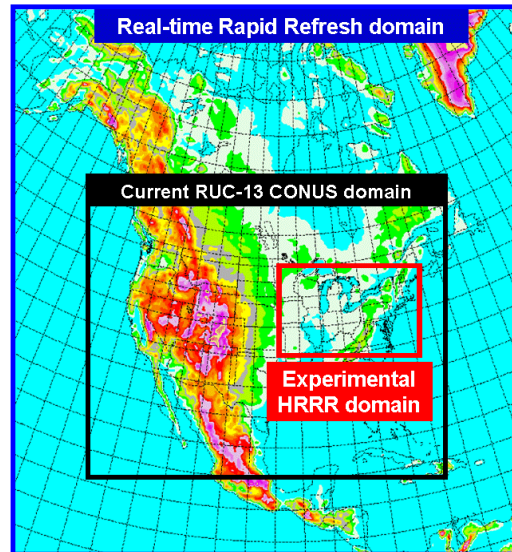 Real-time Rapid Refresh domain
Current RUC-13 CONUS domain
Experimental
HRRR domain